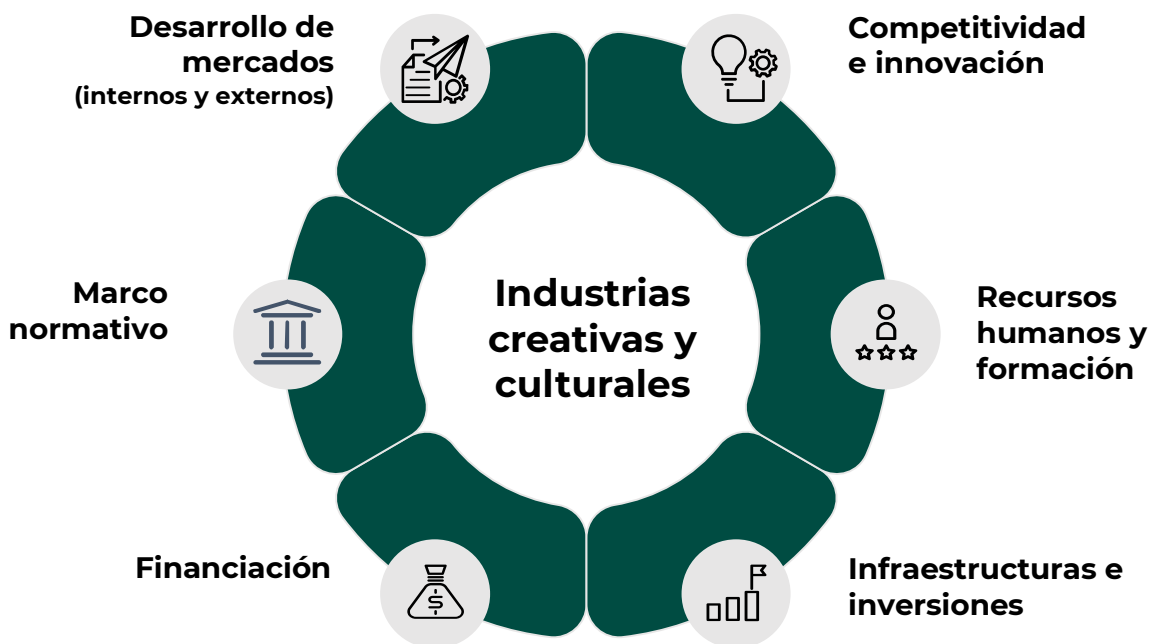 Desarrollo de
mercados
(internos y externos)
Competitividad
e innovación
Marco
normativo
Industrias
creativas y
culturales
Recursos
humanos y
formación
Financiación
Infraestructuras e
inversiones
$